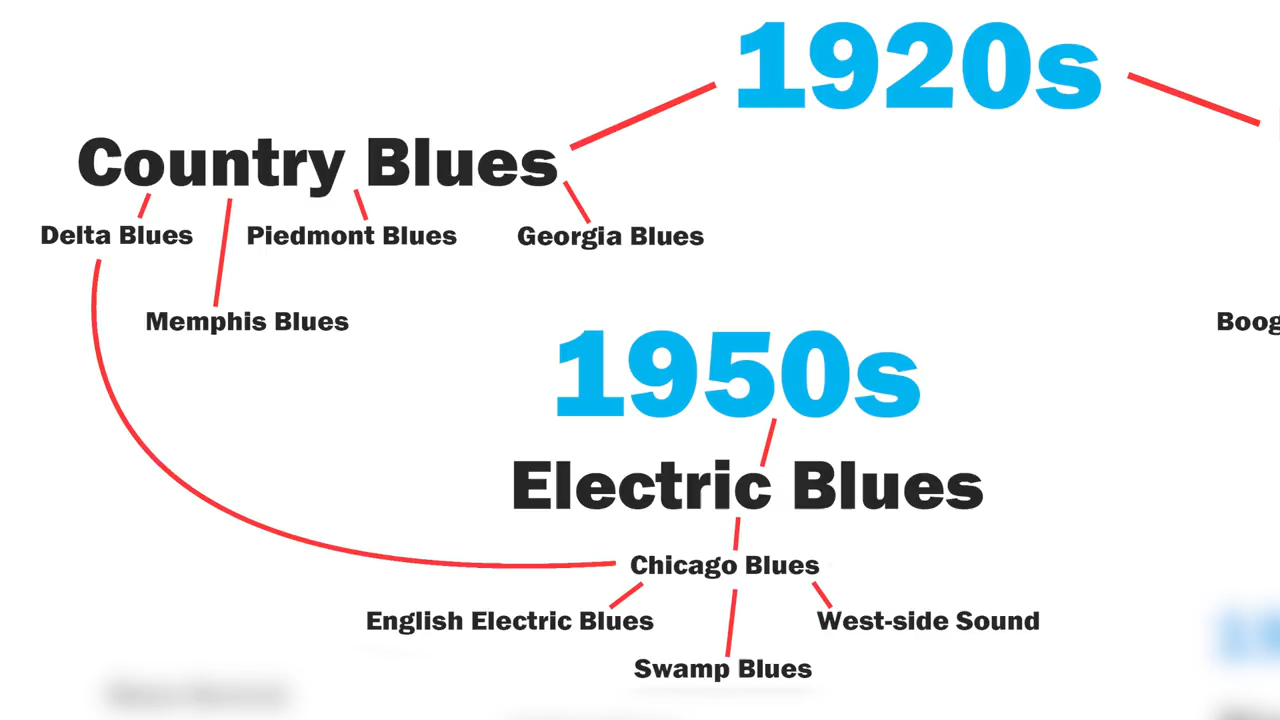 1920s
Country Blues
Delta Blues
Piedmont Blues
Georgia Blues
Memphis Blues
Boog
1950s
Electric Blues
Chicago Blues
English Electric Blues
West-side Sound
Swamp Blues